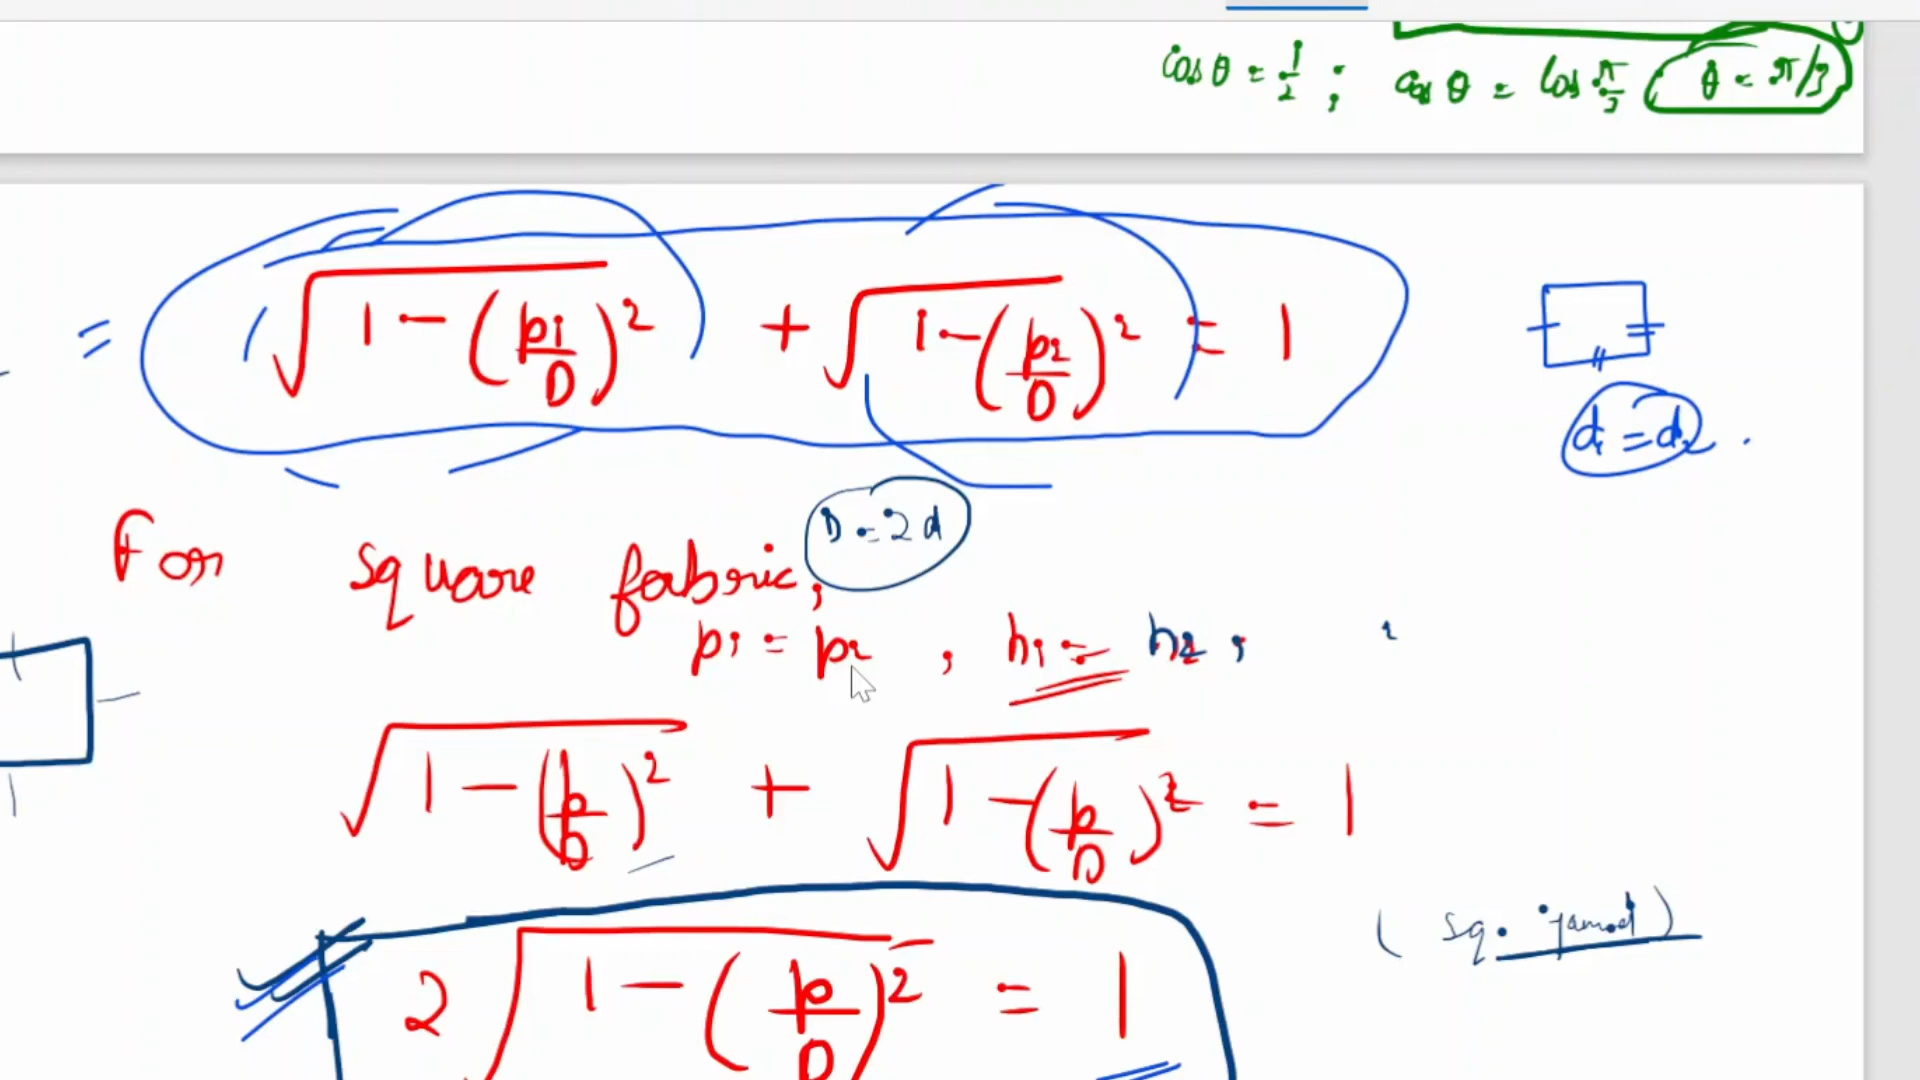 cos θ = 1/2 ; cos θ = cos π/3 θ = π/3
= √(1 - (p1/D)²) + √(1 - (p2/D)²) = 1
d1 = d2 .
D = 2d
For square fabric,
p1 = p2 , h1 = h2 ,
√(1 - (p/D)²) + √(1 - (p/D)²) = 1
(sq. jamed)
2√(1 - (p/D)²) = 1